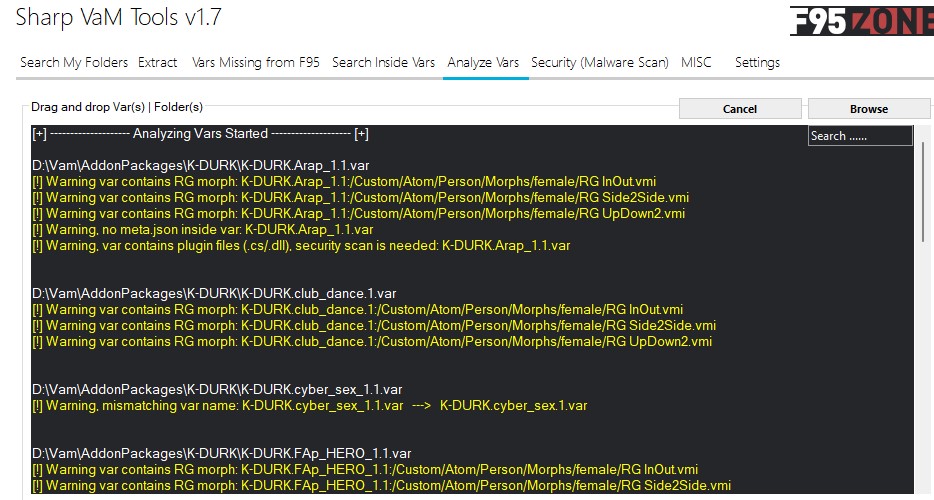 Sharp VaM Tools v1.7
F95 ZONE
Search My Folders Extract Vars Missing from F95 Search Inside Vars Analyze Vars Security (Malware Scan) MISC Settings
Drag and drop Var(s) | Folder(s)
Cancel Browse
Search ......
[+] -------------------- Analyzing Vars Started -------------------- [+]
D:\Vam\AddonPackages\K-DURK\K-DURK.Arap_1.1.var
[!] Warning var contains RG morph: K-DURK.Arap_1.1:/Custom/Atom/Person/Morphs/female/RG InOut.vmi
[!] Warning var contains RG morph: K-DURK.Arap_1.1:/Custom/Atom/Person/Morphs/female/RG Side2Side.vmi
[!] Warning var contains RG morph: K-DURK.Arap_1.1:/Custom/Atom/Person/Morphs/female/RG UpDown2.vmi
[!] Warning, no meta.json inside var: K-DURK.Arap_1.1.var
[!] Warning, var contains plugin files (.cs/.dll), security scan is needed: K-DURK.Arap_1.1.var
D:\Vam\AddonPackages\K-DURK\K-DURK.club_dance.1.var
[!] Warning var contains RG morph: K-DURK.club_dance.1:/Custom/Atom/Person/Morphs/female/RG InOut.vmi
[!] Warning var contains RG morph: K-DURK.club_dance.1:/Custom/Atom/Person/Morphs/female/RG Side2Side.vmi
[!] Warning var contains RG morph: K-DURK.club_dance.1:/Custom/Atom/Person/Morphs/female/RG UpDown2.vmi
D:\Vam\AddonPackages\K-DURK\K-DURK.cyber_sex_1.1.var
[!] Warning, mismatching var name: K-DURK.cyber_sex_1.1.var ---> K-DURK.cyber_sex.1.var
D:\Vam\AddonPackages\K-DURK\K-DURK.FAp_HERO_1.1.var
[!] Warning var contains RG morph: K-DURK.FAp_HERO_1.1:/Custom/Atom/Person/Morphs/female/RG InOut.vmi
[!] Warning var contains RG morph: K-DURK.FAp_HERO_1.1:/Custom/Atom/Person/Morphs/female/RG Side2Side.vmi